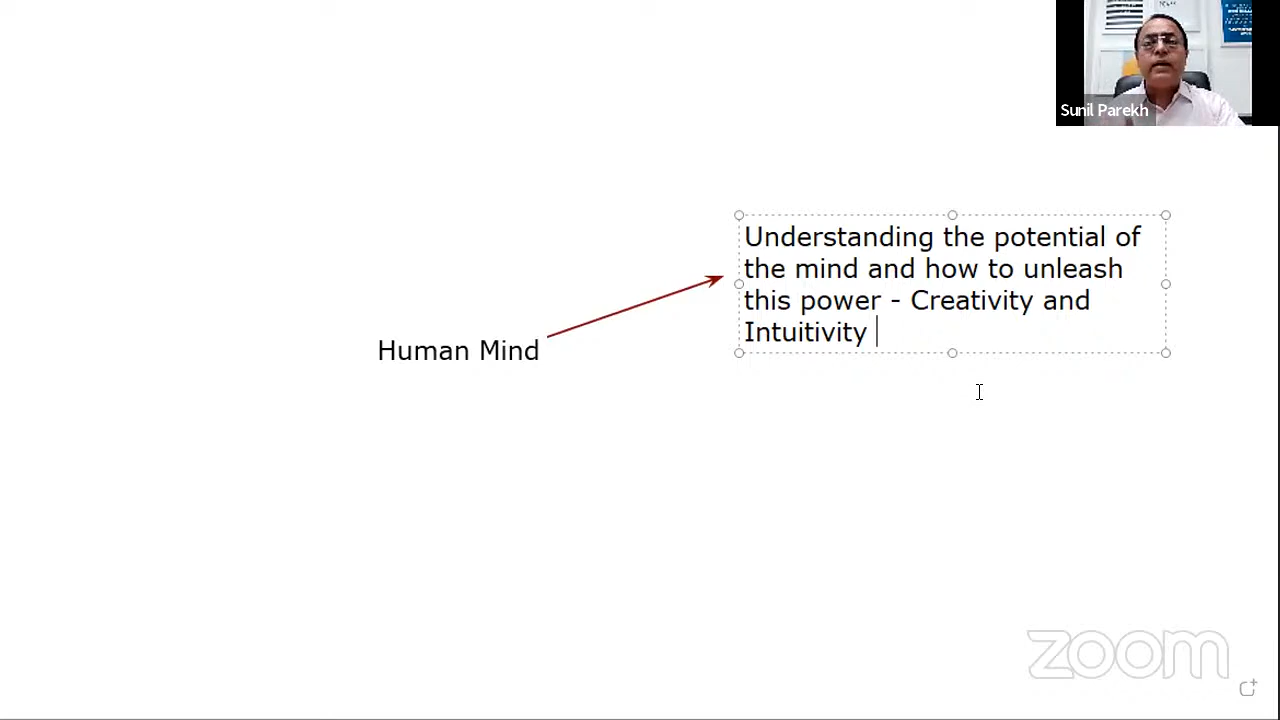 Sunil Parekh
Understanding the potential of
the mind and how to unleash
this power - Creativity and
Intuitivity
Human Mind
zoom